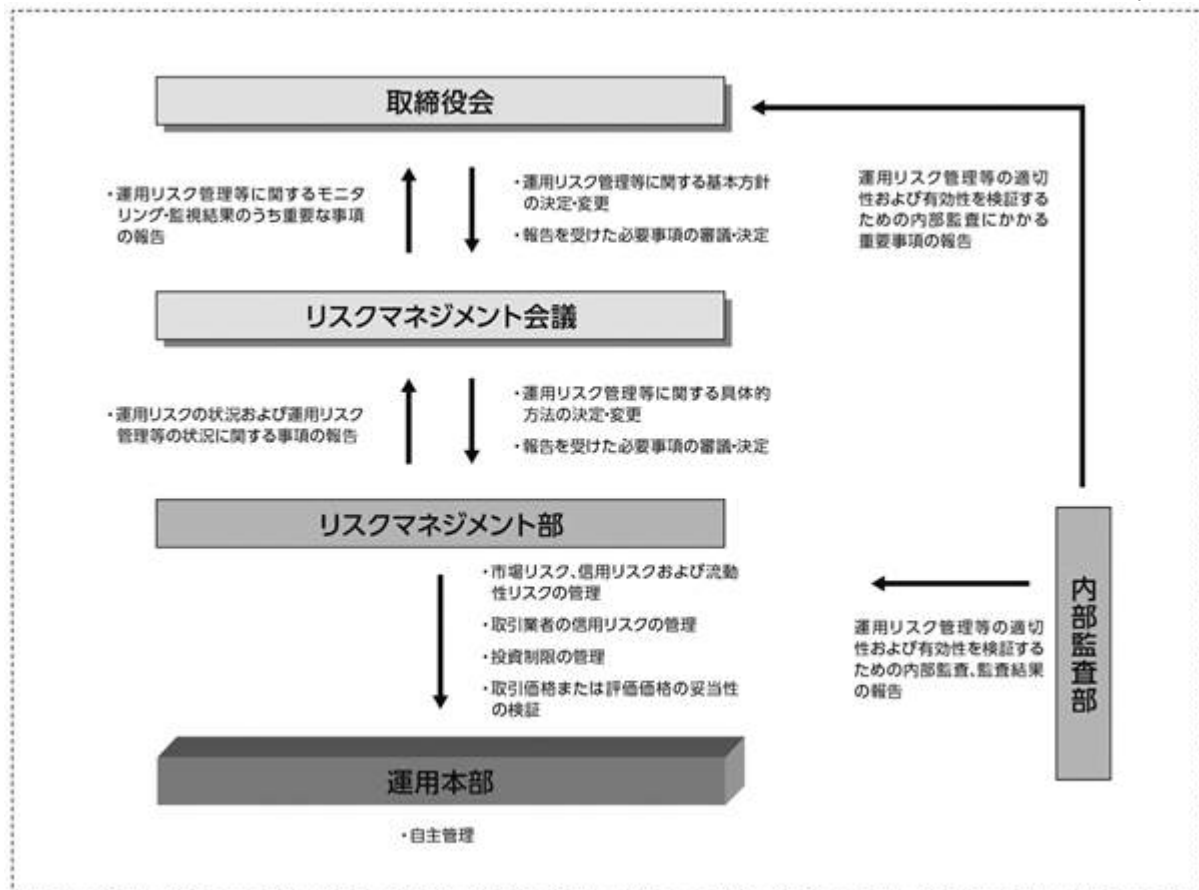 取締役会
・運用リスク管理等に関するモニタ
リング・監視結果のうち重要な事項
の報告
・運用リスク管理等に関する基本方針
の決定・変更
・報告を受けた必要事項の審議・決定
運用リスク管理等の適切
性および有効性を検証する
ための内部監査にかかる
重要事項の報告
リスクマネジメント会議
・運用リスクの状況および運用リスク
管理等の状況に関する事項の報告
・運用リスク管理等に関する具体的
方法の決定・変更
・報告を受けた必要事項の審議・決定
リスクマネジメント部
・市場リスク、信用リスクおよび流動
性リスクの管理
・取引業者の信用リスクの管理
・投資制限の管理
・取引価格または評価価格の妥当性
の検証
運用リスク管理等の適切
性および有効性を検証する
ための内部監査、監査結果
の報告
内部監査部
運用本部
・自主管理